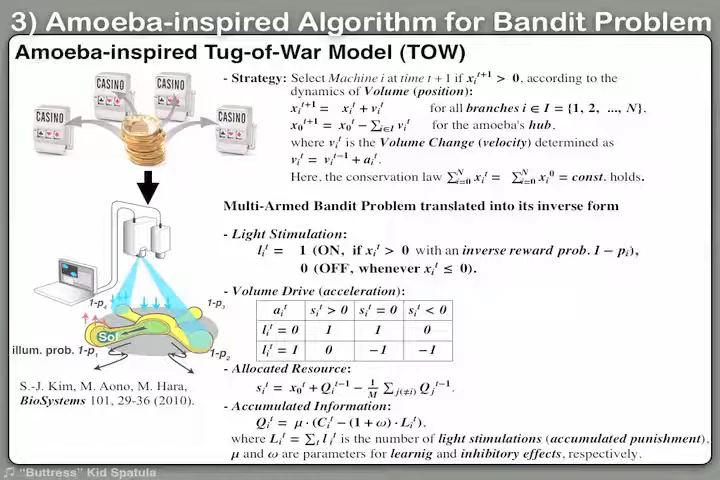 3) Amoeba-inspired Algorithm for Bandit Problem
Amoeba-inspired Tug-of-War Model (TOW)
CASINO
CASINO
CASINO
CASINO
1-p₄
1-p₃
Sol
illum. prob. 1-p₁
1-p₂
S.-J. Kim, M. Aono, M. Hara,
BioSystems 101, 29-36 (2010).
- Strategy: Select Machine i at time t + 1 if xᵢᵗ⁺¹ > 0, according to the
dynamics of Volume (position):
xᵢᵗ⁺¹ = xᵢᵗ + vᵢᵗ for all branches i ∈ I = {1, 2, ..., N}.
x₀ᵗ⁺¹ = x₀ᵗ − ∑ᵢ∈I vᵢᵗ for the amoeba's hub.
where vᵢᵗ is the Volume Change (velocity) determined as
vᵢᵗ = vᵢᵗ⁻¹ + aᵢᵗ.
Here, the conservation law ∑ᵢ₌₀ᴺ xᵢᵗ = ∑ᵢ₌₀ᴺ xᵢ⁰ = const. holds.
Multi-Armed Bandit Problem translated into its inverse form
- Light Stimulation:
lᵢᵗ = 1 (ON, if xᵢᵗ > 0 with an inverse reward prob. 1 − pᵢ),
0 (OFF, whenever xᵢᵗ ≤ 0).
- Volume Drive (acceleration):
aᵢᵗ sᵢᵗ > 0 sᵢᵗ = 0 sᵢᵗ < 0
lᵢᵗ = 0 1 1 0
lᵢᵗ = 1 0 −1 −1
- Allocated Resource:
sᵢᵗ = x₀ᵗ + Qᵢᵗ⁻¹ − 1/M ∑ⱼ(≠ᵢ) Qⱼᵗ⁻¹.
- Accumulated Information:
Qᵢᵗ = μ · (Cᵢᵗ − (1 + ω) · Lᵢᵗ).
where Lᵢᵗ = ∑ₜ lᵢᵗ is the number of light stimulations (accumulated punishment).
μ and ω are parameters for learnig and inhibitory effects, respectively.
♫ "Buttress" Kid Spatula